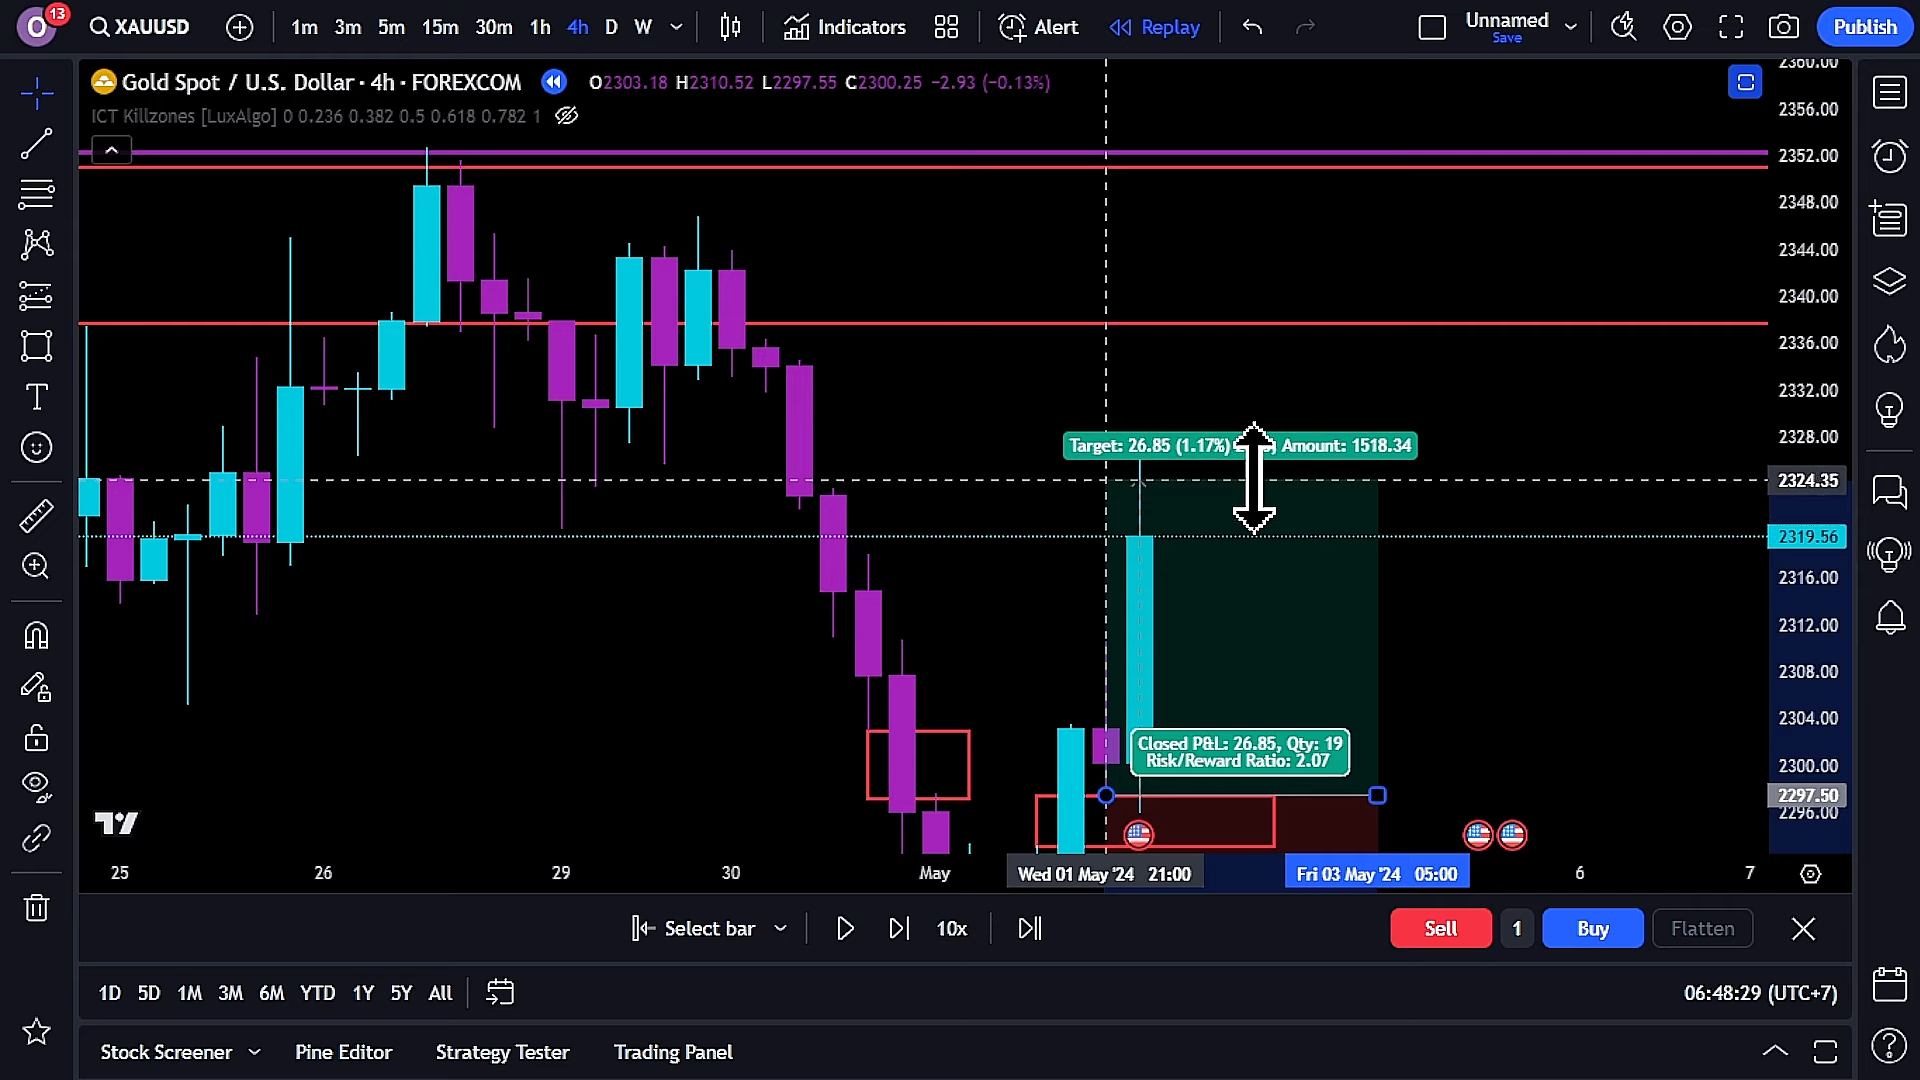 O 13 XAUUSD 1m 3m 5m 15m 30m 1h 4h D W Indicators Alert Replay Unnamed Save Publish
Gold Spot / U.S. Dollar · 4h · FOREXCOM O2303.18 H2310.52 L2297.55 C2300.25 −2.93 (−0.13%)
ICT Killzones [LuxAlgo] 0 0.236 0.382 0.5 0.618 0.782 1
2360.00
2356.00
2352.00
2348.00
2344.00
2340.00
2336.00
2332.00
2328.00
Target: 26.85 (1.17%) Amount: 1518.34
2324.35
2319.56
2316.00
2312.00
2308.00
2304.00
Closed P&L: 26.85, Qty: 19
Risk/Reward Ratio: 2.07
2300.00
2297.50
2296.00
25 26 29 30 May Wed 01 May '24 21:00 Fri 03 May '24 05:00 6 7
Select bar 10x Sell 1 Buy Flatten
1D 5D 1M 3M 6M YTD 1Y 5Y All 06:48:29 (UTC+7)
Stock Screener Pine Editor Strategy Tester Trading Panel